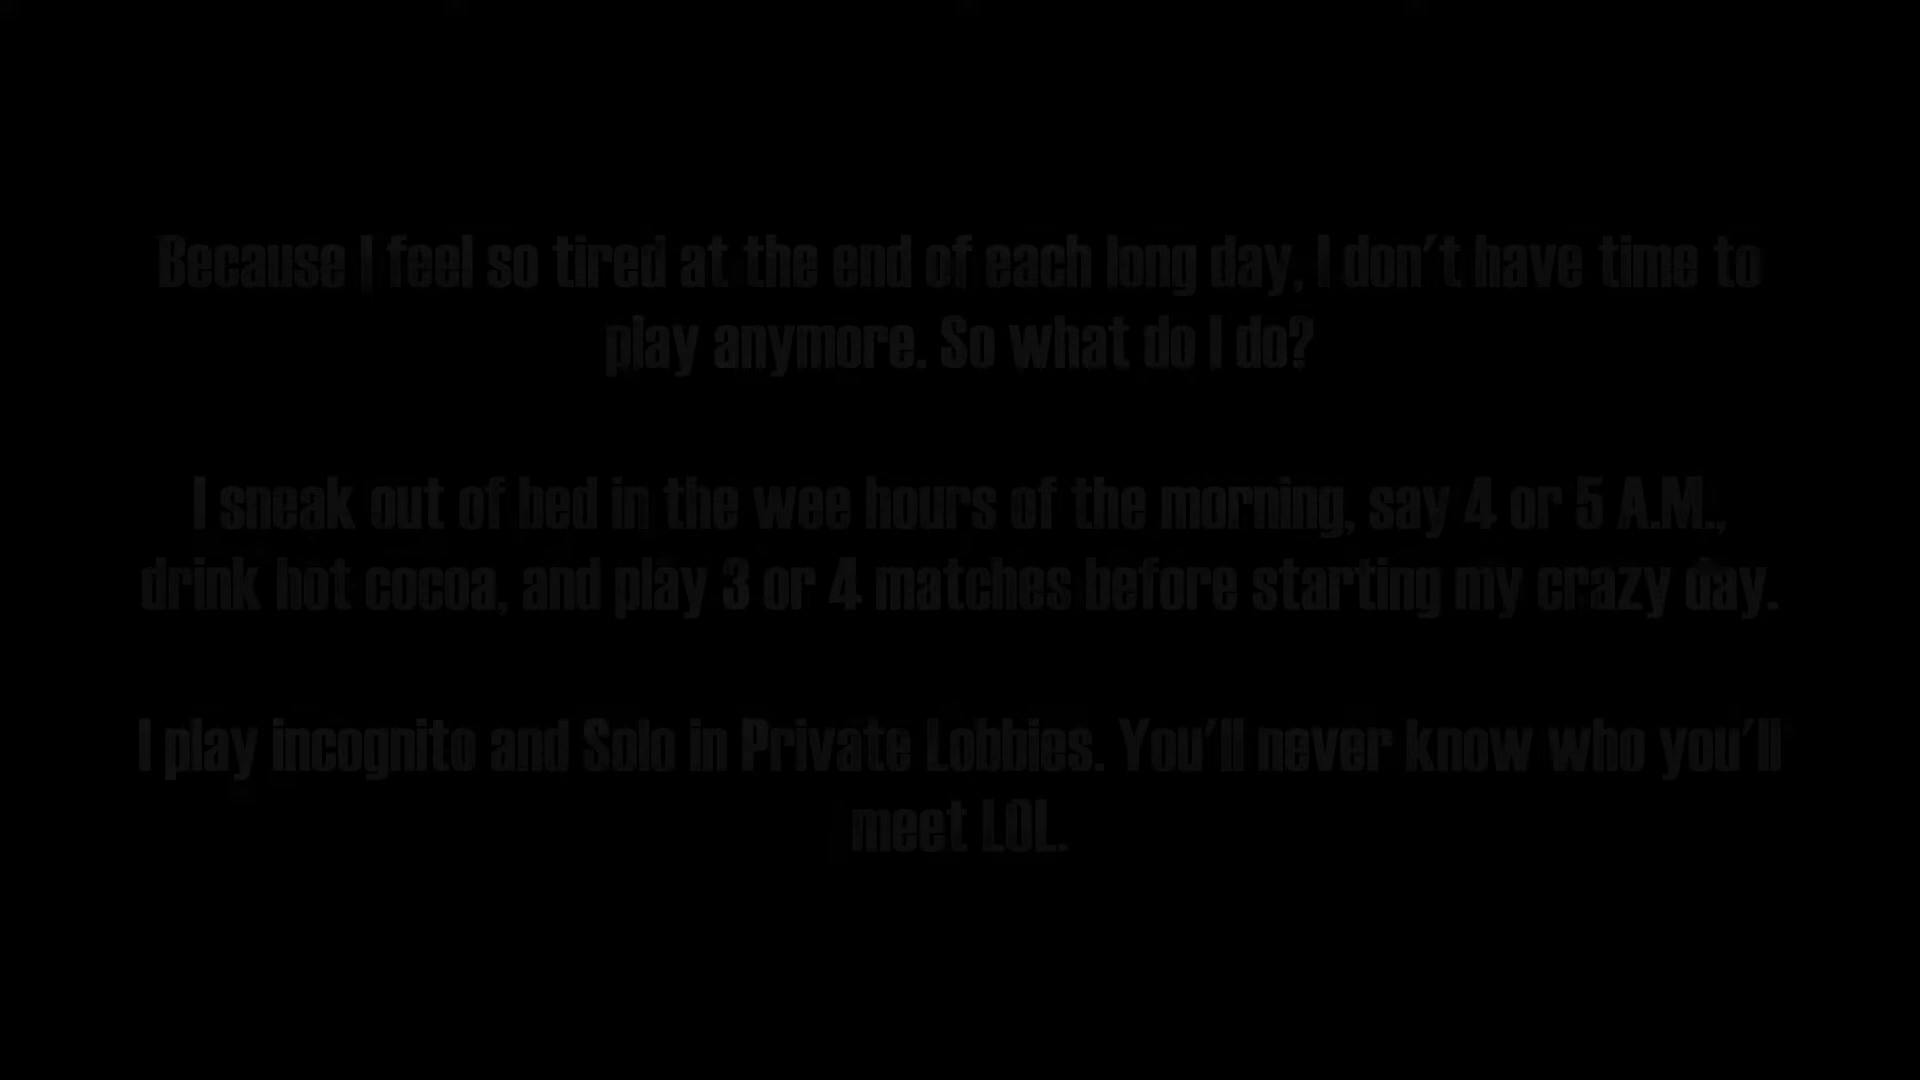 Because I feel so tired at the end of each long day, I don't have time to
play anymore. So what do I do?
I sneak out of bed in the wee hours of the morning, say 4 or 5 A.M.,
drink hot cocoa, and play 3 or 4 matches before starting my crazy day.
I play incognito and Solo in Private Lobbies. You'll never know who you'll
meet LOL.